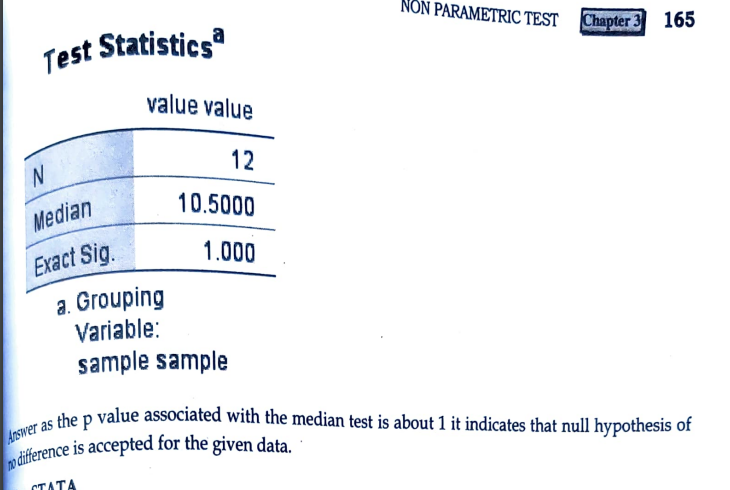 NON PARAMETRIC TEST Chapter 3 165
Test Statisticsa
value value
N 12
Median 10.5000
Exact Sig. 1.000
a. Grouping
Variable:
sample sample
Answer as the p value associated with the median test is about 1 it indicates that null hypothesis of
no difference is accepted for the given data.
STATA